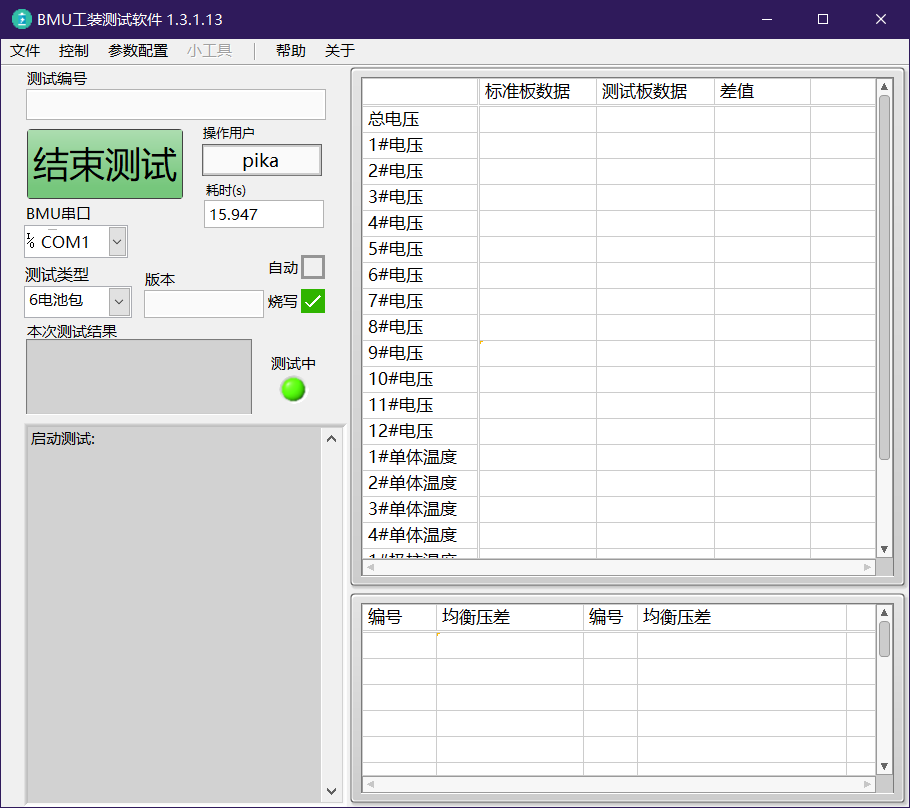 BMU工装测试软件 1.3.1.13
文件 控制 参数配置 小工具 帮助 关于
测试编号
结束测试
操作用户
pika
耗时(s)
15.947
BMU串口
COM1
测试类型
6电池包
版本
自动
烧写
本次测试结果
测试中
启动测试:
标准板数据 测试板数据 差值
总电压
1#电压
2#电压
3#电压
4#电压
5#电压
6#电压
7#电压
8#电压
9#电压
10#电压
11#电压
12#电压
1#单体温度
2#单体温度
3#单体温度
4#单体温度
编号 均衡压差 编号 均衡压差